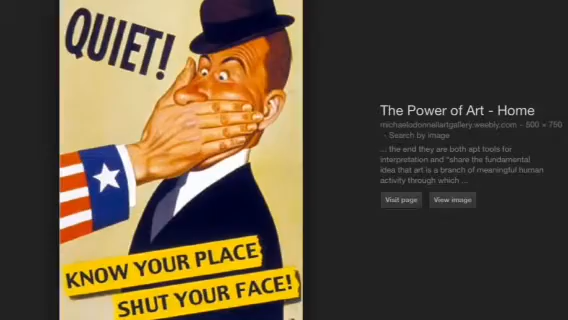 QUIET!
KNOW YOUR PLACE
SHUT YOUR FACE!
The Power of Art - Home
michaelodonnellartgallery.weebly.com - 500 × 756
- Search by image
... the end they are both apt tools for
interpretation and "share the fundamental
idea that art is a branch of meaningful human
activity through which ...
Visit page
View image